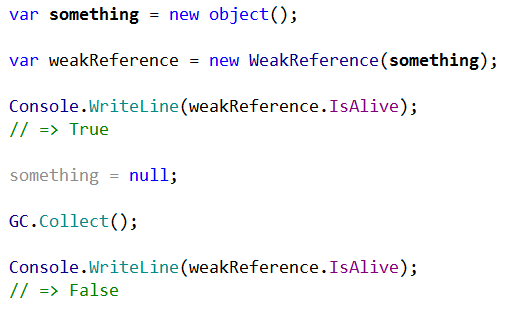 var something = new object();
var weakReference = new WeakReference(something);
Console.WriteLine(weakReference.IsAlive);
// => True
something = null;
GC.Collect();
Console.WriteLine(weakReference.IsAlive);
// => False